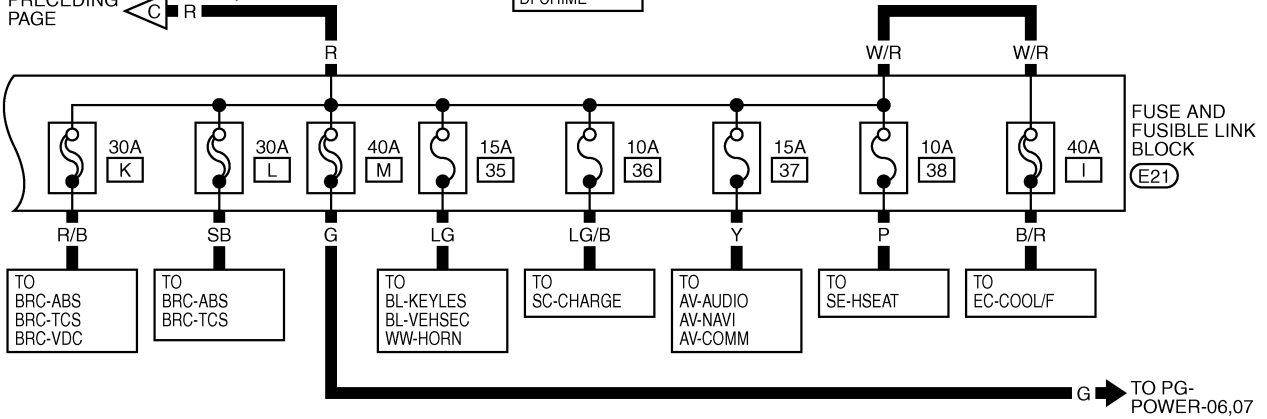 PRECEDING
PAGE
C
R
R
W/R
W/R
30A
K
30A
L
40A
M
15A
35
10A
36
15A
37
10A
38
40A
I
FUSE AND
FUSIBLE LINK
BLOCK
E21
R/B
SB
G
LG
LG/B
Y
P
B/R
TO
BRC-ABS
BRC-TCS
BRC-VDC
TO
BRC-ABS
BRC-TCS
TO
BL-KEYLES
BL-VEHSEC
WW-HORN
TO
SC-CHARGE
TO
AV-AUDIO
AV-NAVI
AV-COMM
TO
SE-HSEAT
TO
EC-COOL/F
G
TO PG-
POWER-06,07